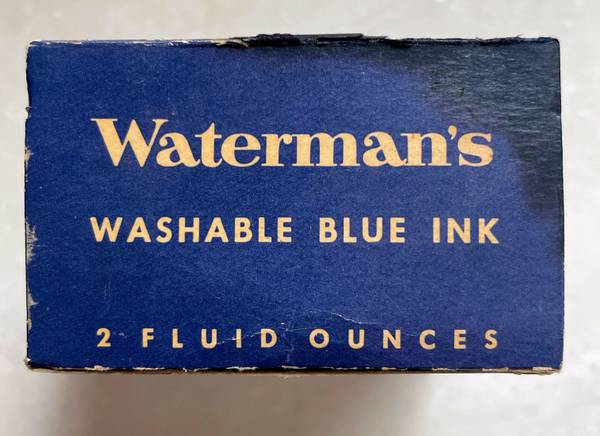 Waterman's
WASHABLE BLUE INK
2 FLUID OUNCES